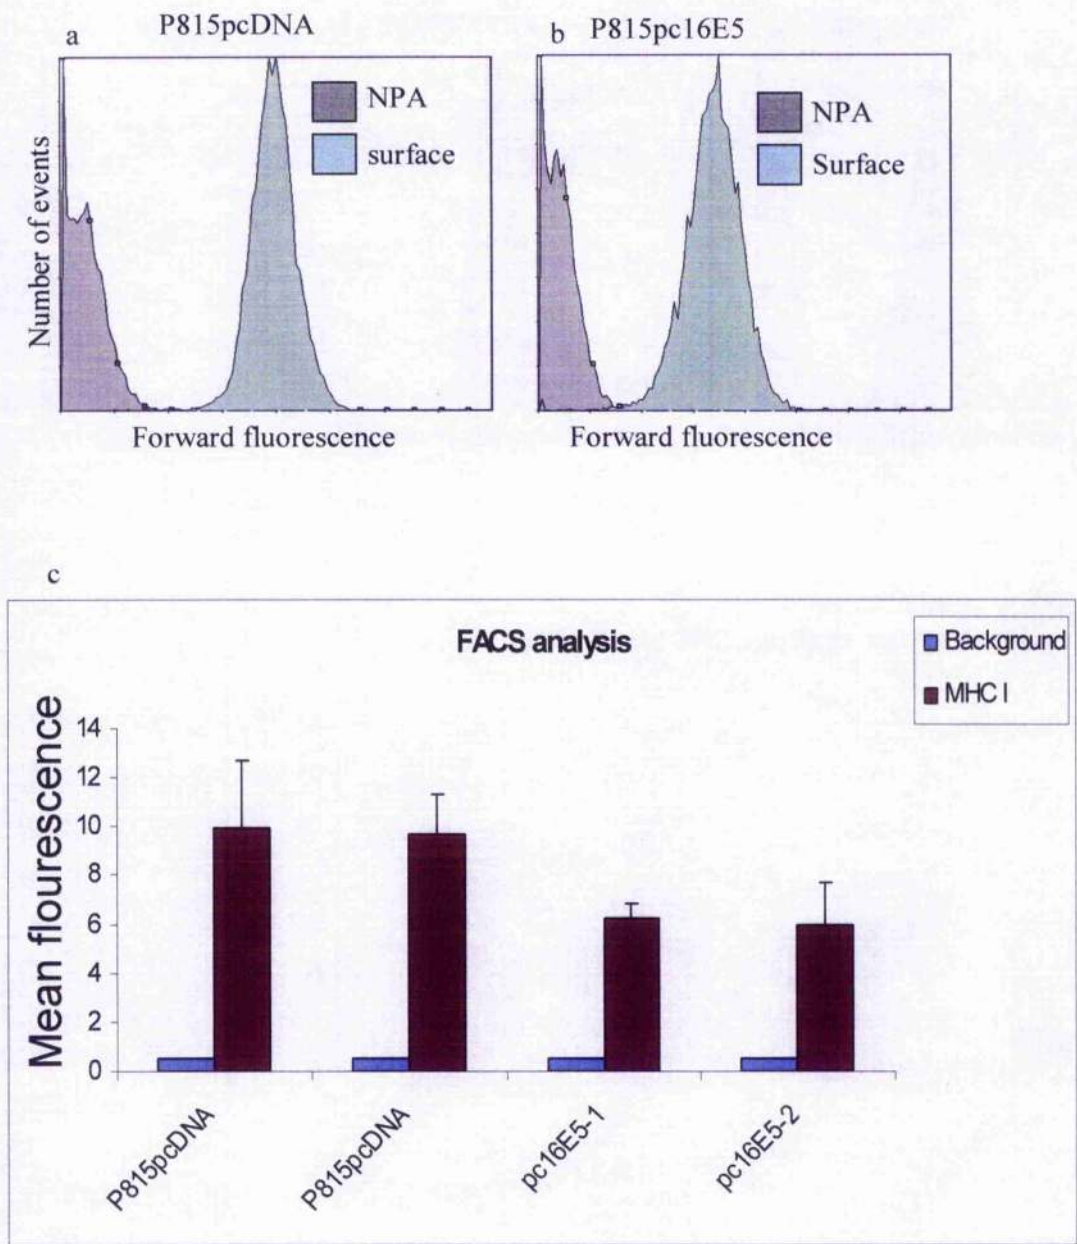 a
P815pcDNA
NPA
surface
Number of events
Forward fluorescence
b
P815pc16E5
NPA
Surface
Forward fluorescence
c
FACS analysis
Background
MHC I
Mean flourescence
14
12
10
8
6
4
2
0
P815pcDNA
P815pcDNA
pc16E5-1
pc16E5-2